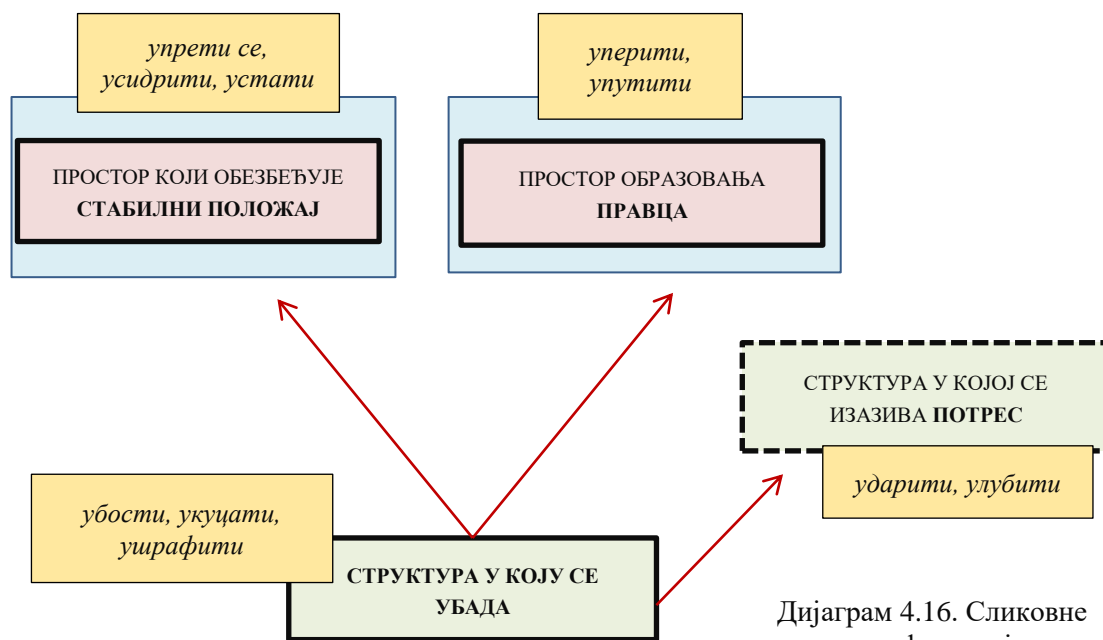 упрети се,
усидрити, устати
уперити,
упутити
ПРОСТОР КОЈИ ОБЕЗБЕЂУЈЕ
СТАБИЛНИ ПОЛОЖАЈ
ПРОСТОР ОБРАЗОВАЊА
ПРАВЦА
СТРУКТУРА У КОЈОЈ СЕ
ИЗАЗИВА ПОТРЕС
ударити, улубити
убости, укуцати,
ушрафити
СТРУКТУРА У КОЈУ СЕ
УБАДА
Дијаграм 4.16. Сликовне